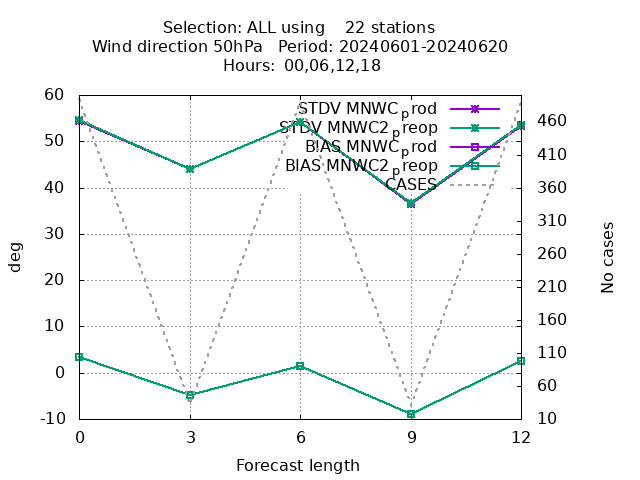 Selection: ALL using    22 stations
Wind direction 50hPa   Period: 20240601-20240620
Hours: 00,06,12,18
STDV MNWC_prod
STDV MNWC2_preop
BIAS MNWC_prod
BIAS MNWC2_preop
CASES
60
50
40
30
20
10
0
-10
deg
460
410
360
310
260
210
160
110
60
10
No cases
0 3 6 9 12
Forecast length